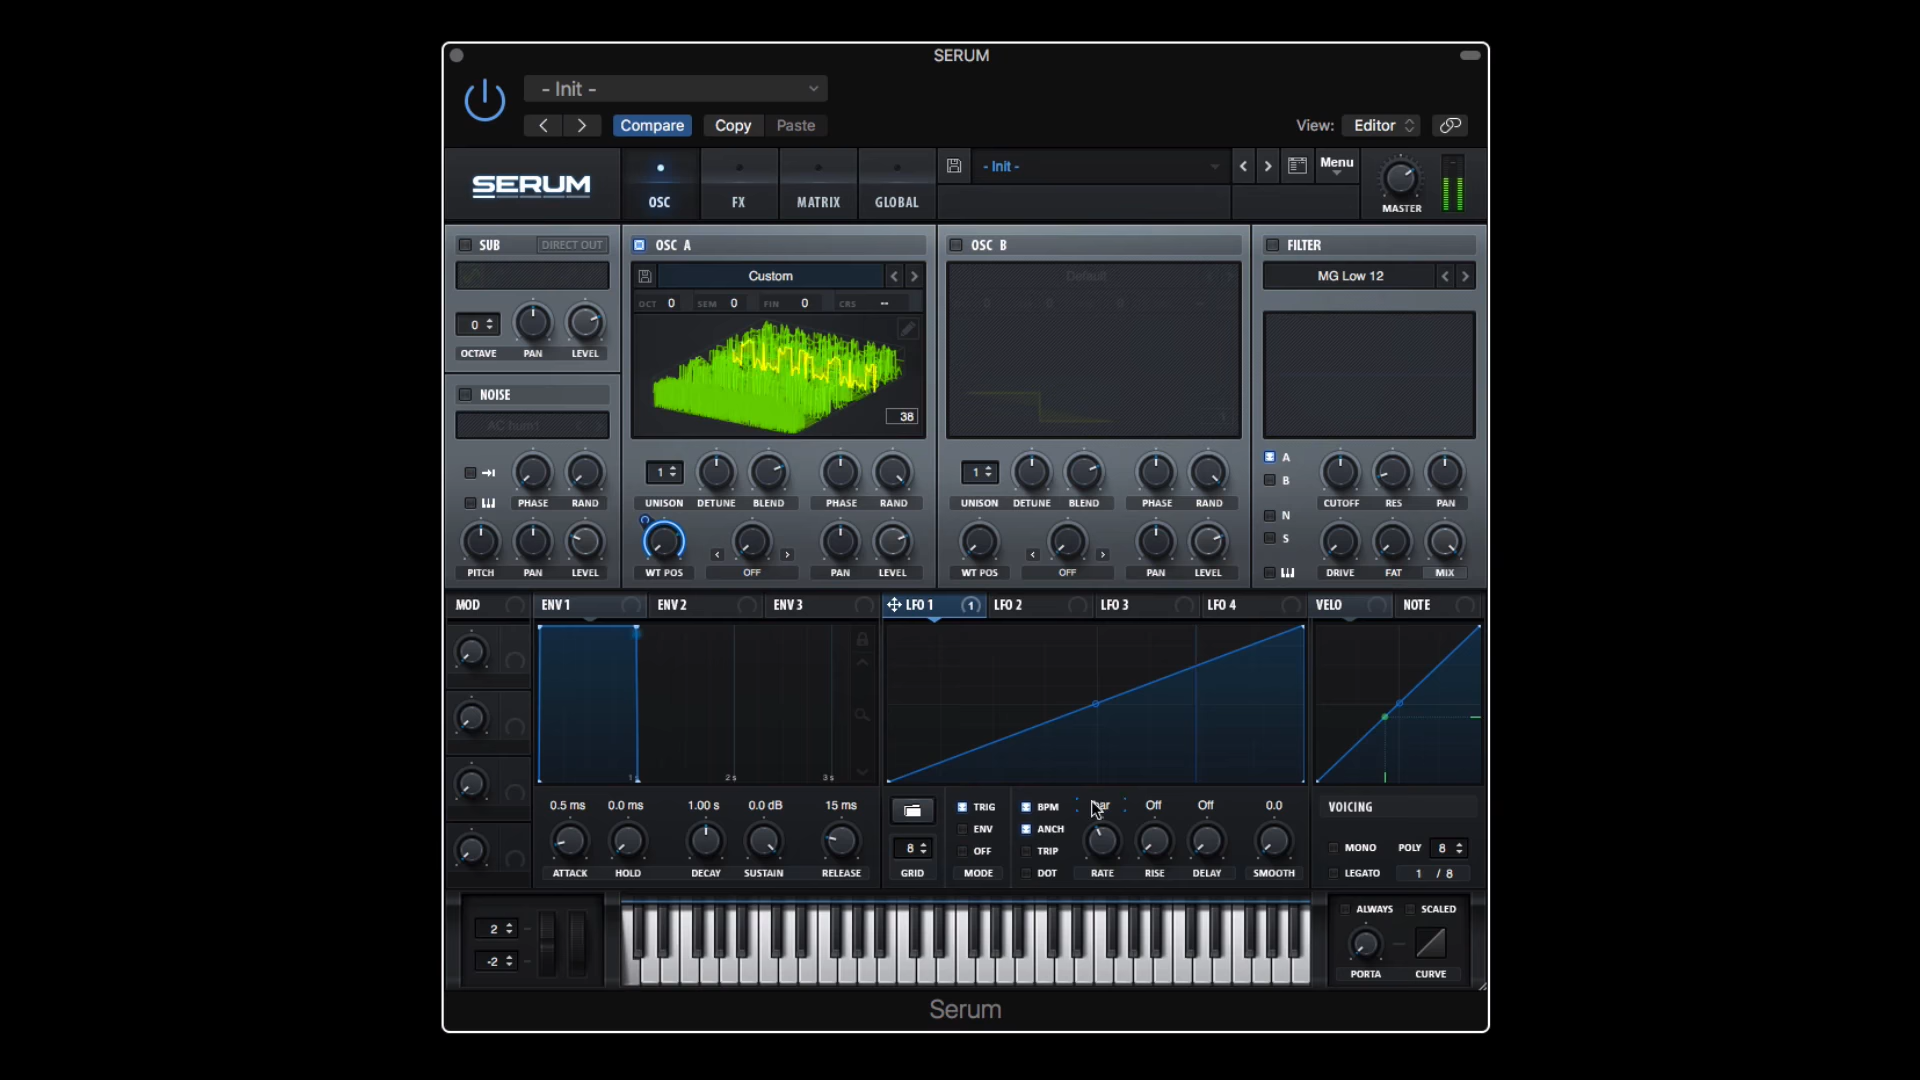 SERUM
- Init -
Compare Copy Paste
View: Editor
SERUM
OSC FX MATRIX GLOBAL
- Init -
Menu
MASTER
SUB DIRECT OUT
0
OCTAVE PAN LEVEL
NOISE
AC hum1
PHASE RAND
PITCH PAN LEVEL
OSC A
Custom
OCT 0 SEM 0 FIN 0 CRS --
38
1
UNISON DETUNE BLEND PHASE RAND
WT POS OFF PAN LEVEL
OSC B
Default
1
UNISON DETUNE BLEND PHASE RAND
WT POS OFF PAN LEVEL
FILTER
MG Low 12
A
B
N
S
CUTOFF RES PAN
DRIVE FAT MIX
MOD ENV 1 ENV 2 ENV 3 LFO 1 1 LFO 2 LFO 3 LFO 4 VELO NOTE
2 s 3 s
0.5 ms 0.0 ms 1.00 s 0.0 dB 15 ms
ATTACK HOLD DECAY SUSTAIN RELEASE
8
GRID
TRIG
ENV
OFF
MODE
BPM
ANCH
TRIP
DOT
Off Off 0.0
RATE RISE DELAY SMOOTH
VOICING
MONO POLY 8
LEGATO 1 / 8
2
-2
ALWAYS SCALED
PORTA CURVE
Serum